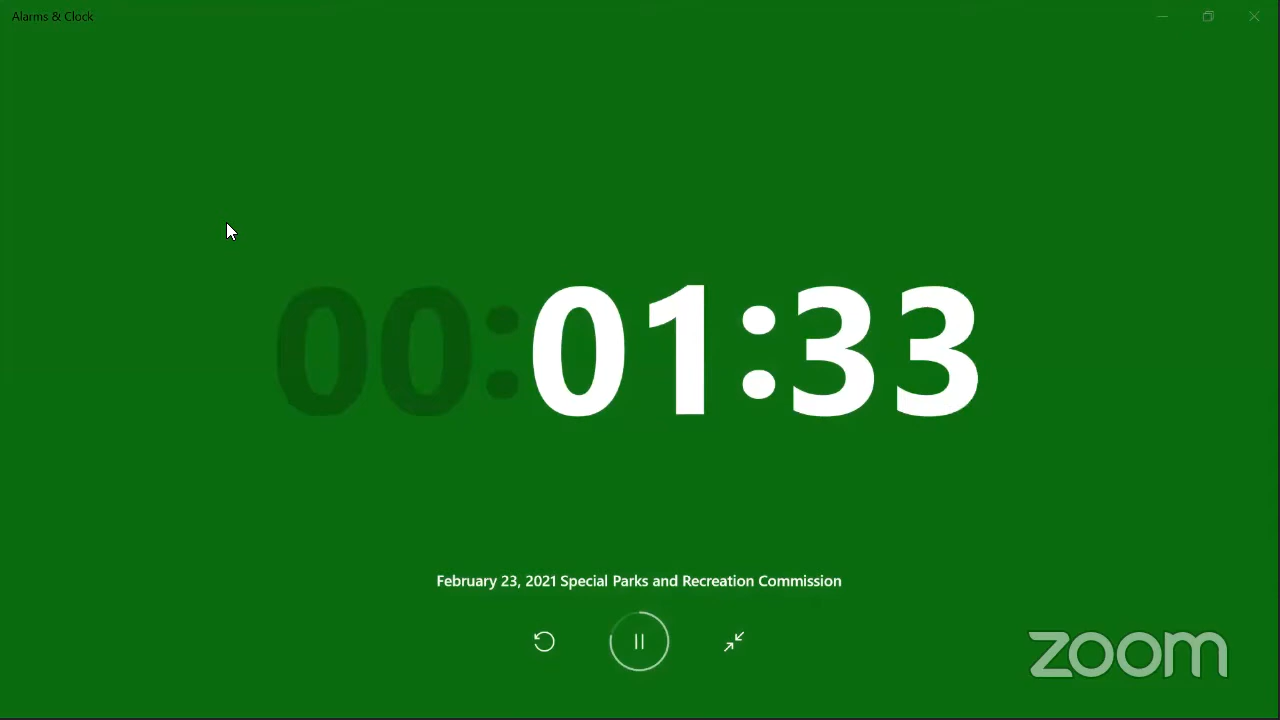 Alarms & Clock
00:01:33
February 23, 2021 Special Parks and Recreation Commission
zoom